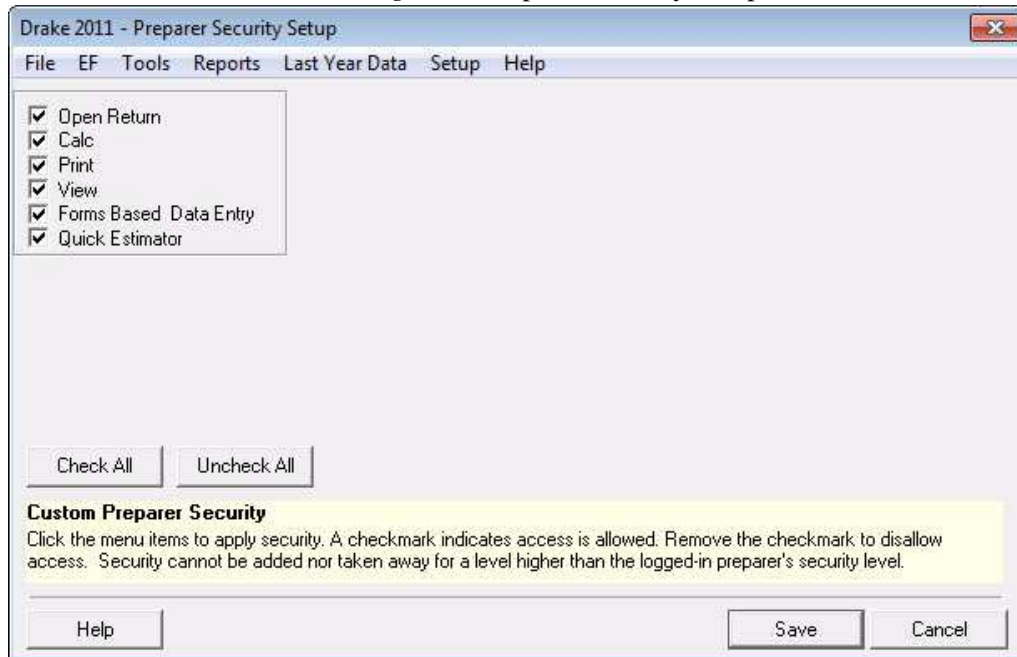 Drake 2011 - Preparer Security Setup
File EF Tools Reports Last Year Data Setup Help
Open Return
Calc
Print
View
Forms Based Data Entry
Quick Estimator
Check All Uncheck All
Custom Preparer Security
Click the menu items to apply security. A checkmark indicates access is allowed. Remove the checkmark to disallow
access. Security cannot be added nor taken away for a level higher than the logged-in preparer's security level.
Help Save Cancel